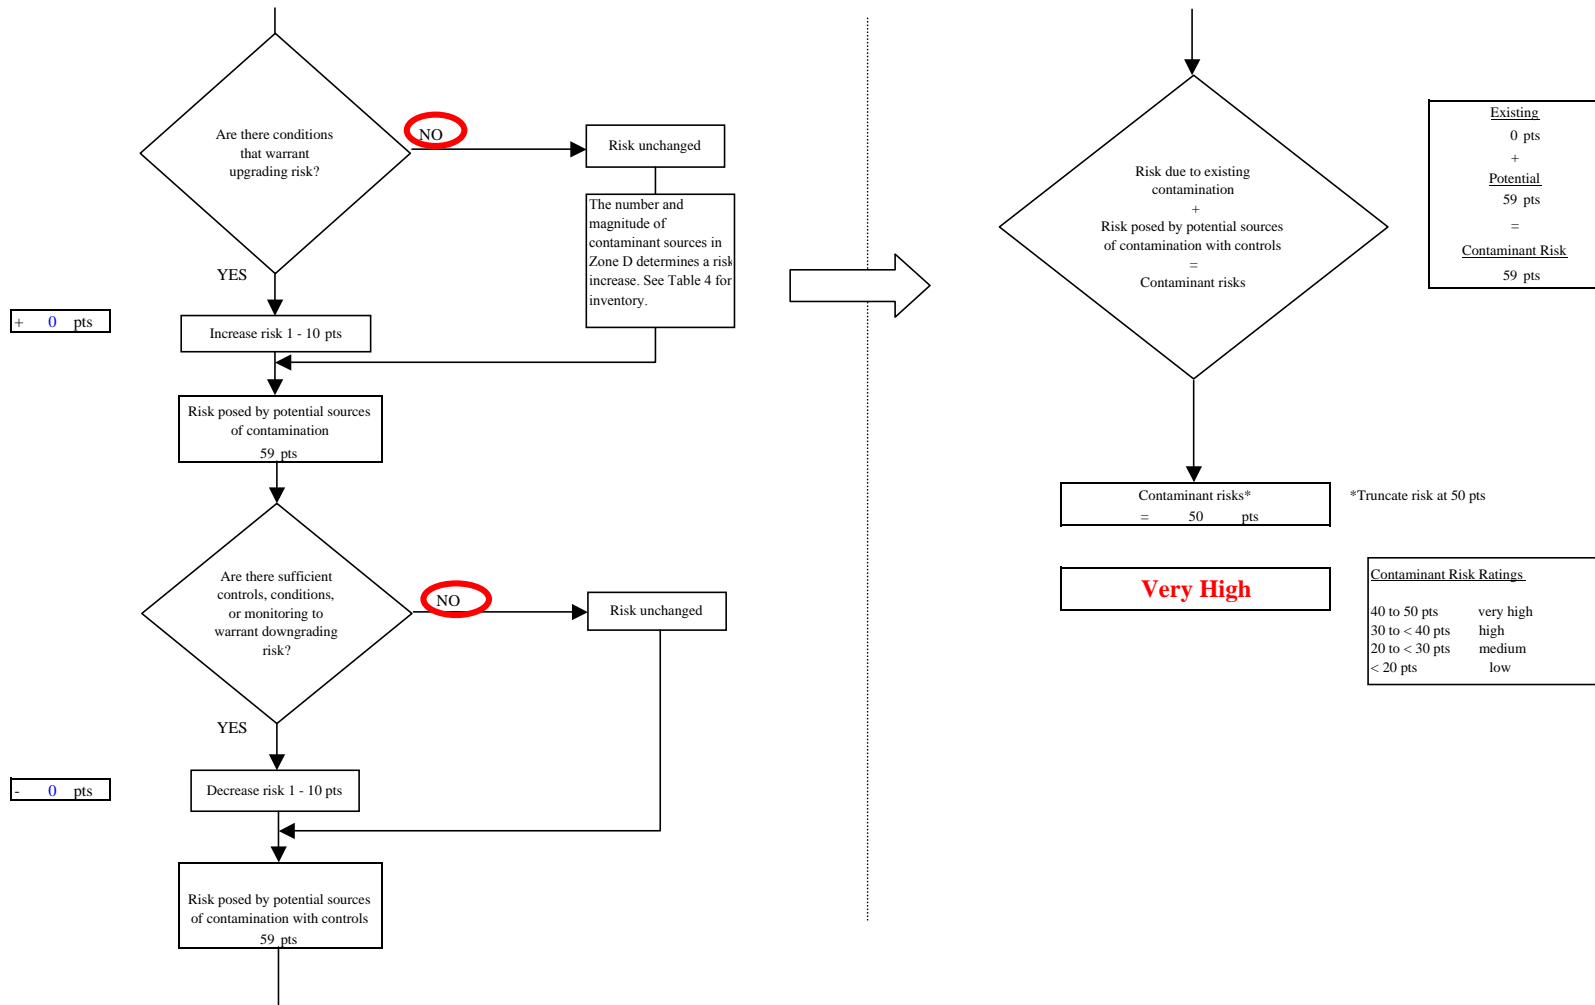 Are there conditions
that warrant
upgrading risk?
NO
Risk unchanged
The number and
magnitude of
contaminant sources in
Zone D determines a risk
increase. See Table 4 for
inventory.
YES
+ 0 pts
Increase risk 1 - 10 pts
Risk posed by potential sources
of contamination
59 pts
Are there sufficient
controls, conditions,
or monitoring to
warrant downgrading
risk?
NO
Risk unchanged
YES
- 0 pts
Decrease risk 1 - 10 pts
Risk posed by potential sources
of contamination with controls
59 pts
Risk due to existing
contamination
+
Risk posed by potential sources
of contamination with controls
=
Contaminant risks
Existing
0 pts
+
Potential
59 pts
=
Contaminant Risk
59 pts
Contaminant risks*
= 50 pts
*Truncate risk at 50 pts
Very High
Contaminant Risk Ratings
40 to 50 pts very high
30 to < 40 pts high
20 to < 30 pts medium
< 20 pts low